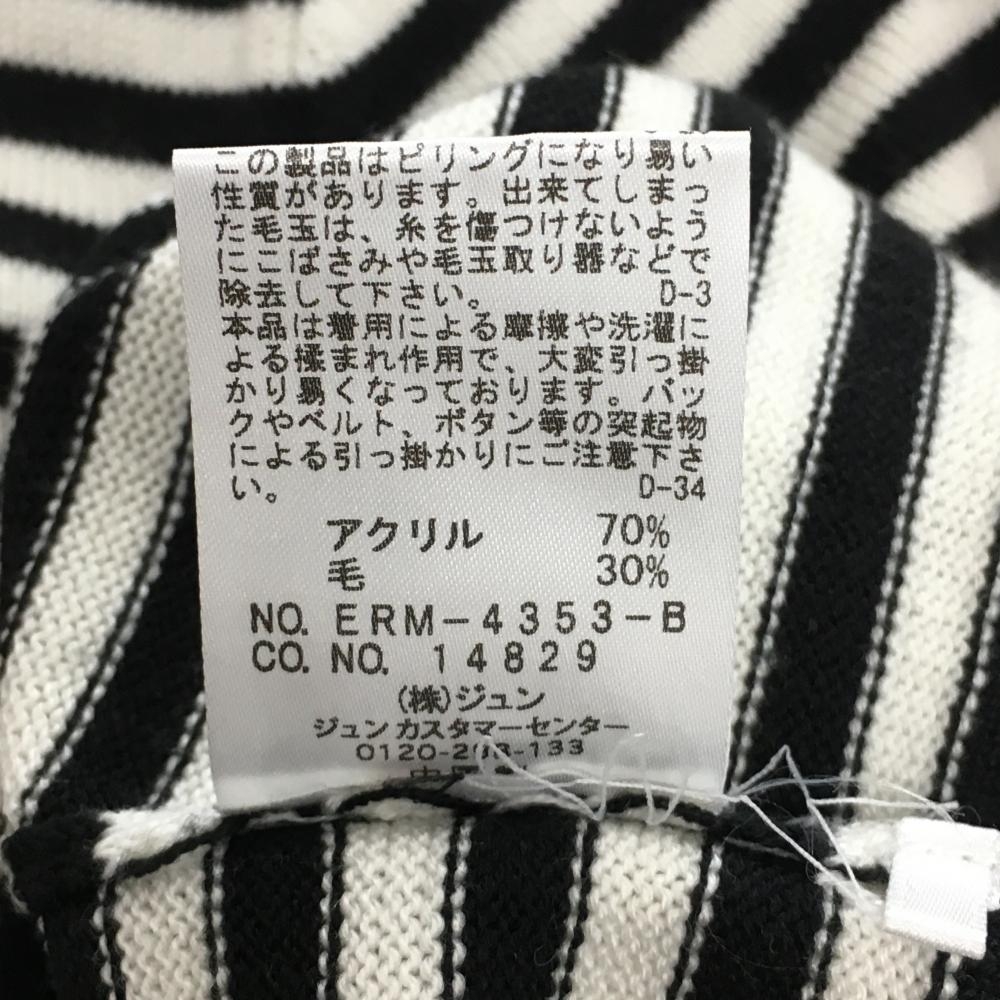 この製品はピリングになり易い
性質があります。出来てしまっ
た毛玉は、糸を傷つけないよう
にこばさみや毛玉取り器などで
除去して下さい。 D-3
本品は着用による摩擦や洗濯に
よる揉まれ作用で、大変引っ掛
かり易くなっております。バッ
クやベルト、ボタン等の突起物
による引っ掛かりにご注意下さ
い。 D-34
アクリル 70%
毛 30%
NO. ERM-4353-B
CO. NO. 14829
(株)ジュン
ジュンカスタマーセンター